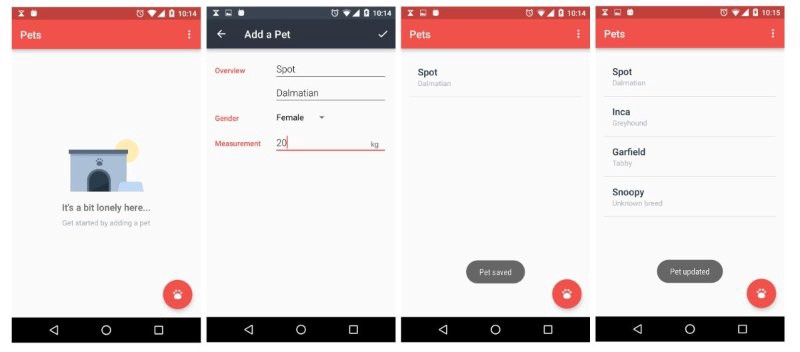 10:14
Pets
It's a bit lonely here...
Get started by adding a pet
10:14
Add a Pet
Overview Spot
Dalmatian
Gender Female
Measurement 20 kg
10:14
Pets
Spot
Dalmatian
Pet saved
10:15
Pets
Spot
Dalmatian
Inca
Greyhound
Garfield
Tabby
Snoopy
Unknown breed
Pet updated